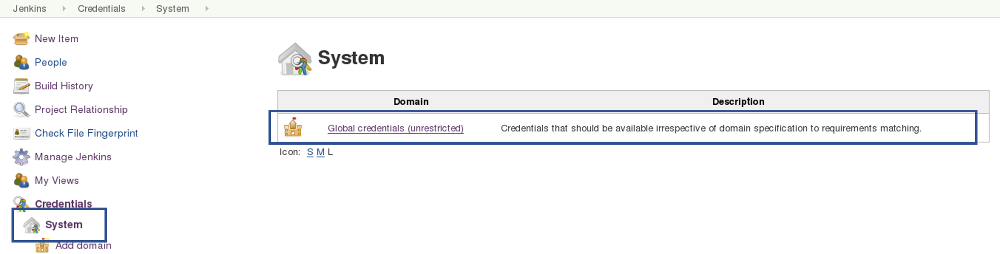 Jenkins Credentials System
New Item
People
Build History
Project Relationship
Check File Fingerprint
Manage Jenkins
My Views
Credentials
System
Add domain
System
Domain Description
Global credentials (unrestricted) Credentials that should be available irrespective of domain specification to requirements matching.
Icon: S M L